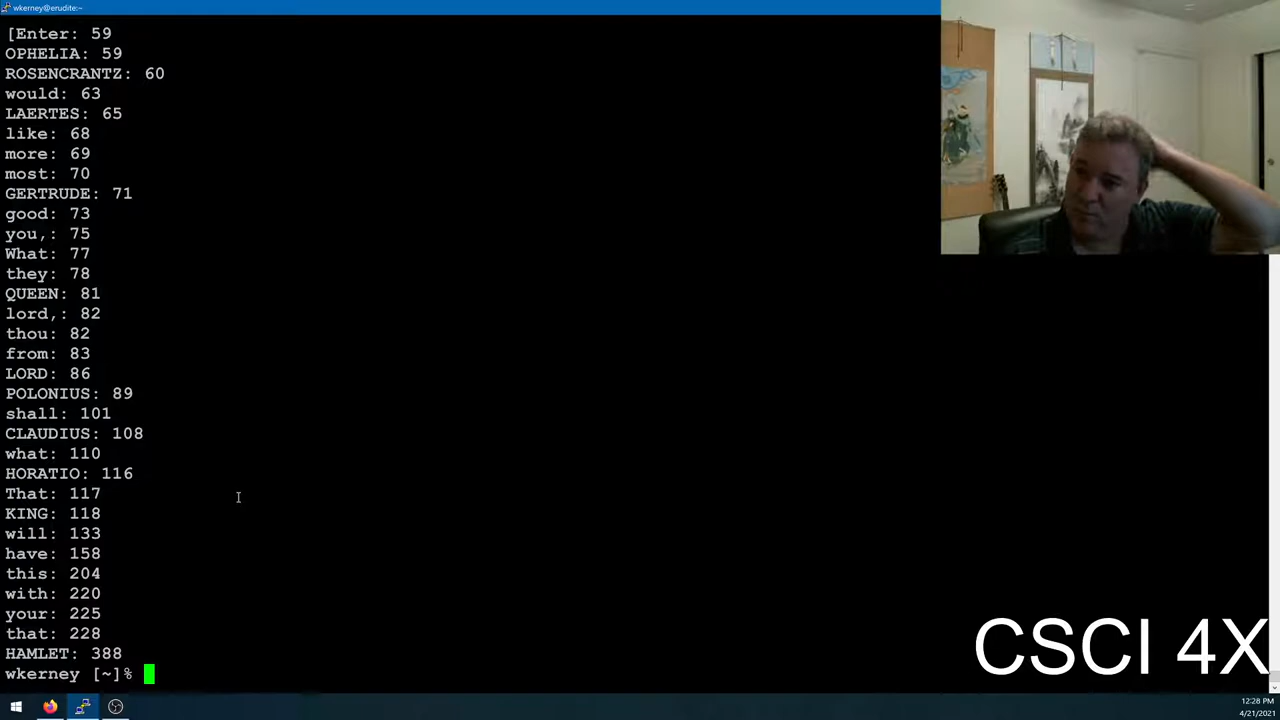 wkerney@erudite:~
[Enter: 59
OPHELIA: 59
ROSENCRANTZ: 60
would: 63
LAERTES: 65
like: 68
more: 69
most: 70
GERTRUDE: 71
good: 73
you,: 75
What: 77
they: 78
QUEEN: 81
lord,: 82
thou: 82
from: 83
LORD: 86
POLONIUS: 89
shall: 101
CLAUDIUS: 108
what: 110
HORATIO: 116
That: 117
KING: 118
will: 133
have: 158
this: 204
with: 220
your: 225
that: 228
HAMLET: 388
wkerney [~]%
CSCI 4X
12:28 PM
4/21/2021